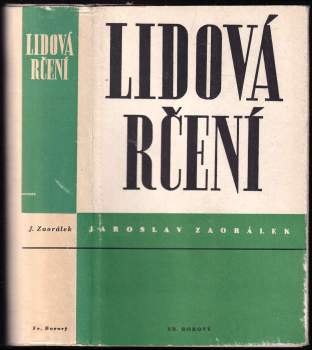 LIDOVÁ
RČENÍ
J. Zaorálek
Fr. Borový
LIDOVÁ
RČENÍ
JAROSLAV ZAORÁLEK
FR. BOROVÝ